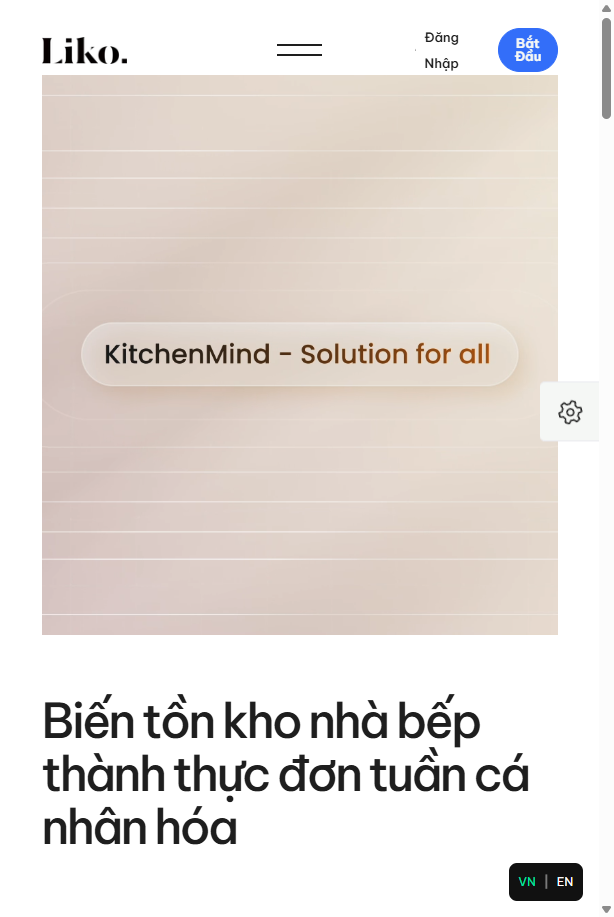 Liko.
Đăng
Nhập
Bắt
Đầu
KitchenMind - Solution for all
Biến tồn kho nhà bếp
thành thực đơn tuần cá
nhân hóa
VN | EN